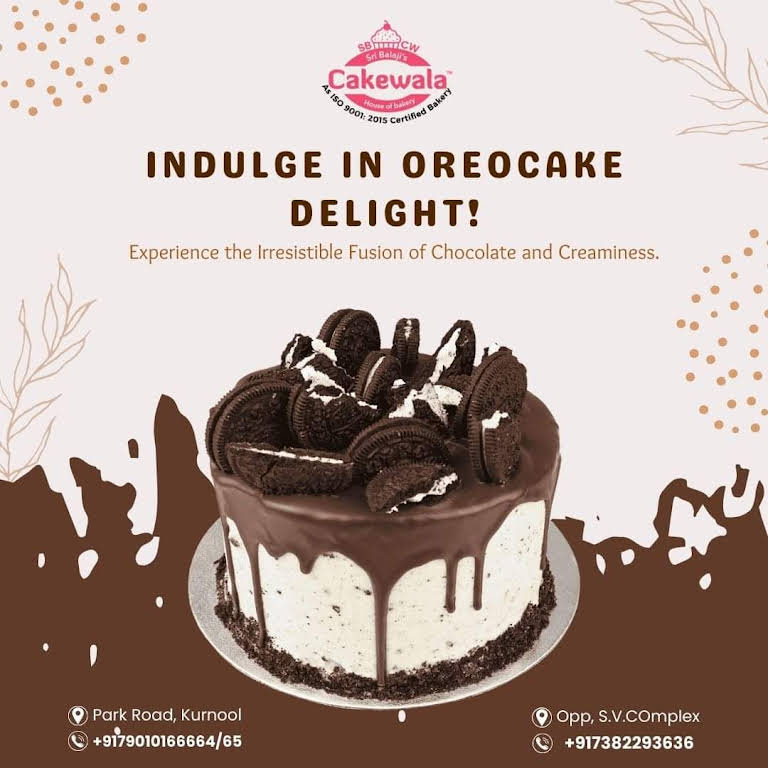 SB CW
Sri Balaji's
Cakewala™
House of bakery
An ISO 9001: 2015 Certified Bakery
INDULGE IN OREOCAKE
DELIGHT!
Experience the Irresistible Fusion of Chocolate and Creaminess.
Park Road, Kurnool
+9179010166664/65
Opp, S.V.COmplex
+917382293636